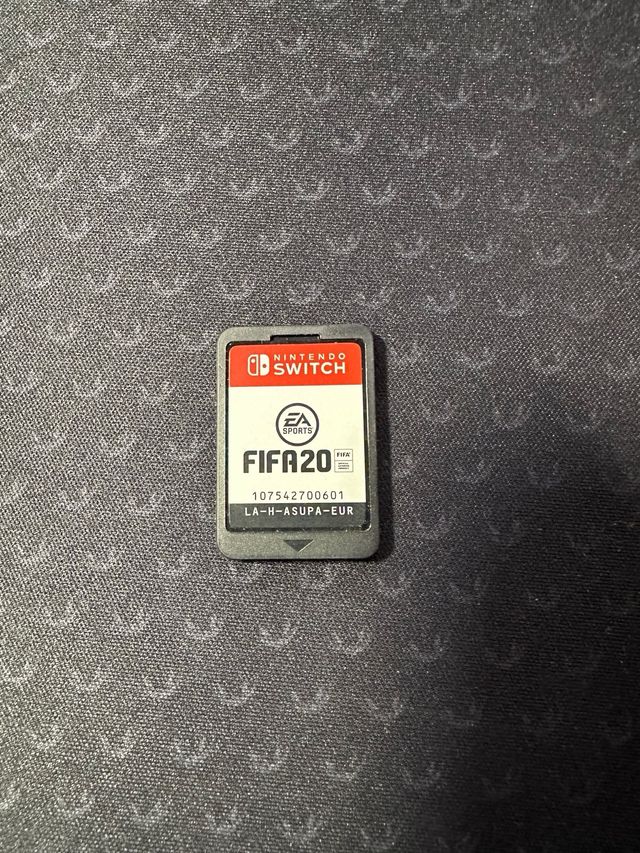 NINTENDO
SWITCH
EA
SPORTS
FIFA20
FIFA
107542700601
LA-H-ASUPA-EUR